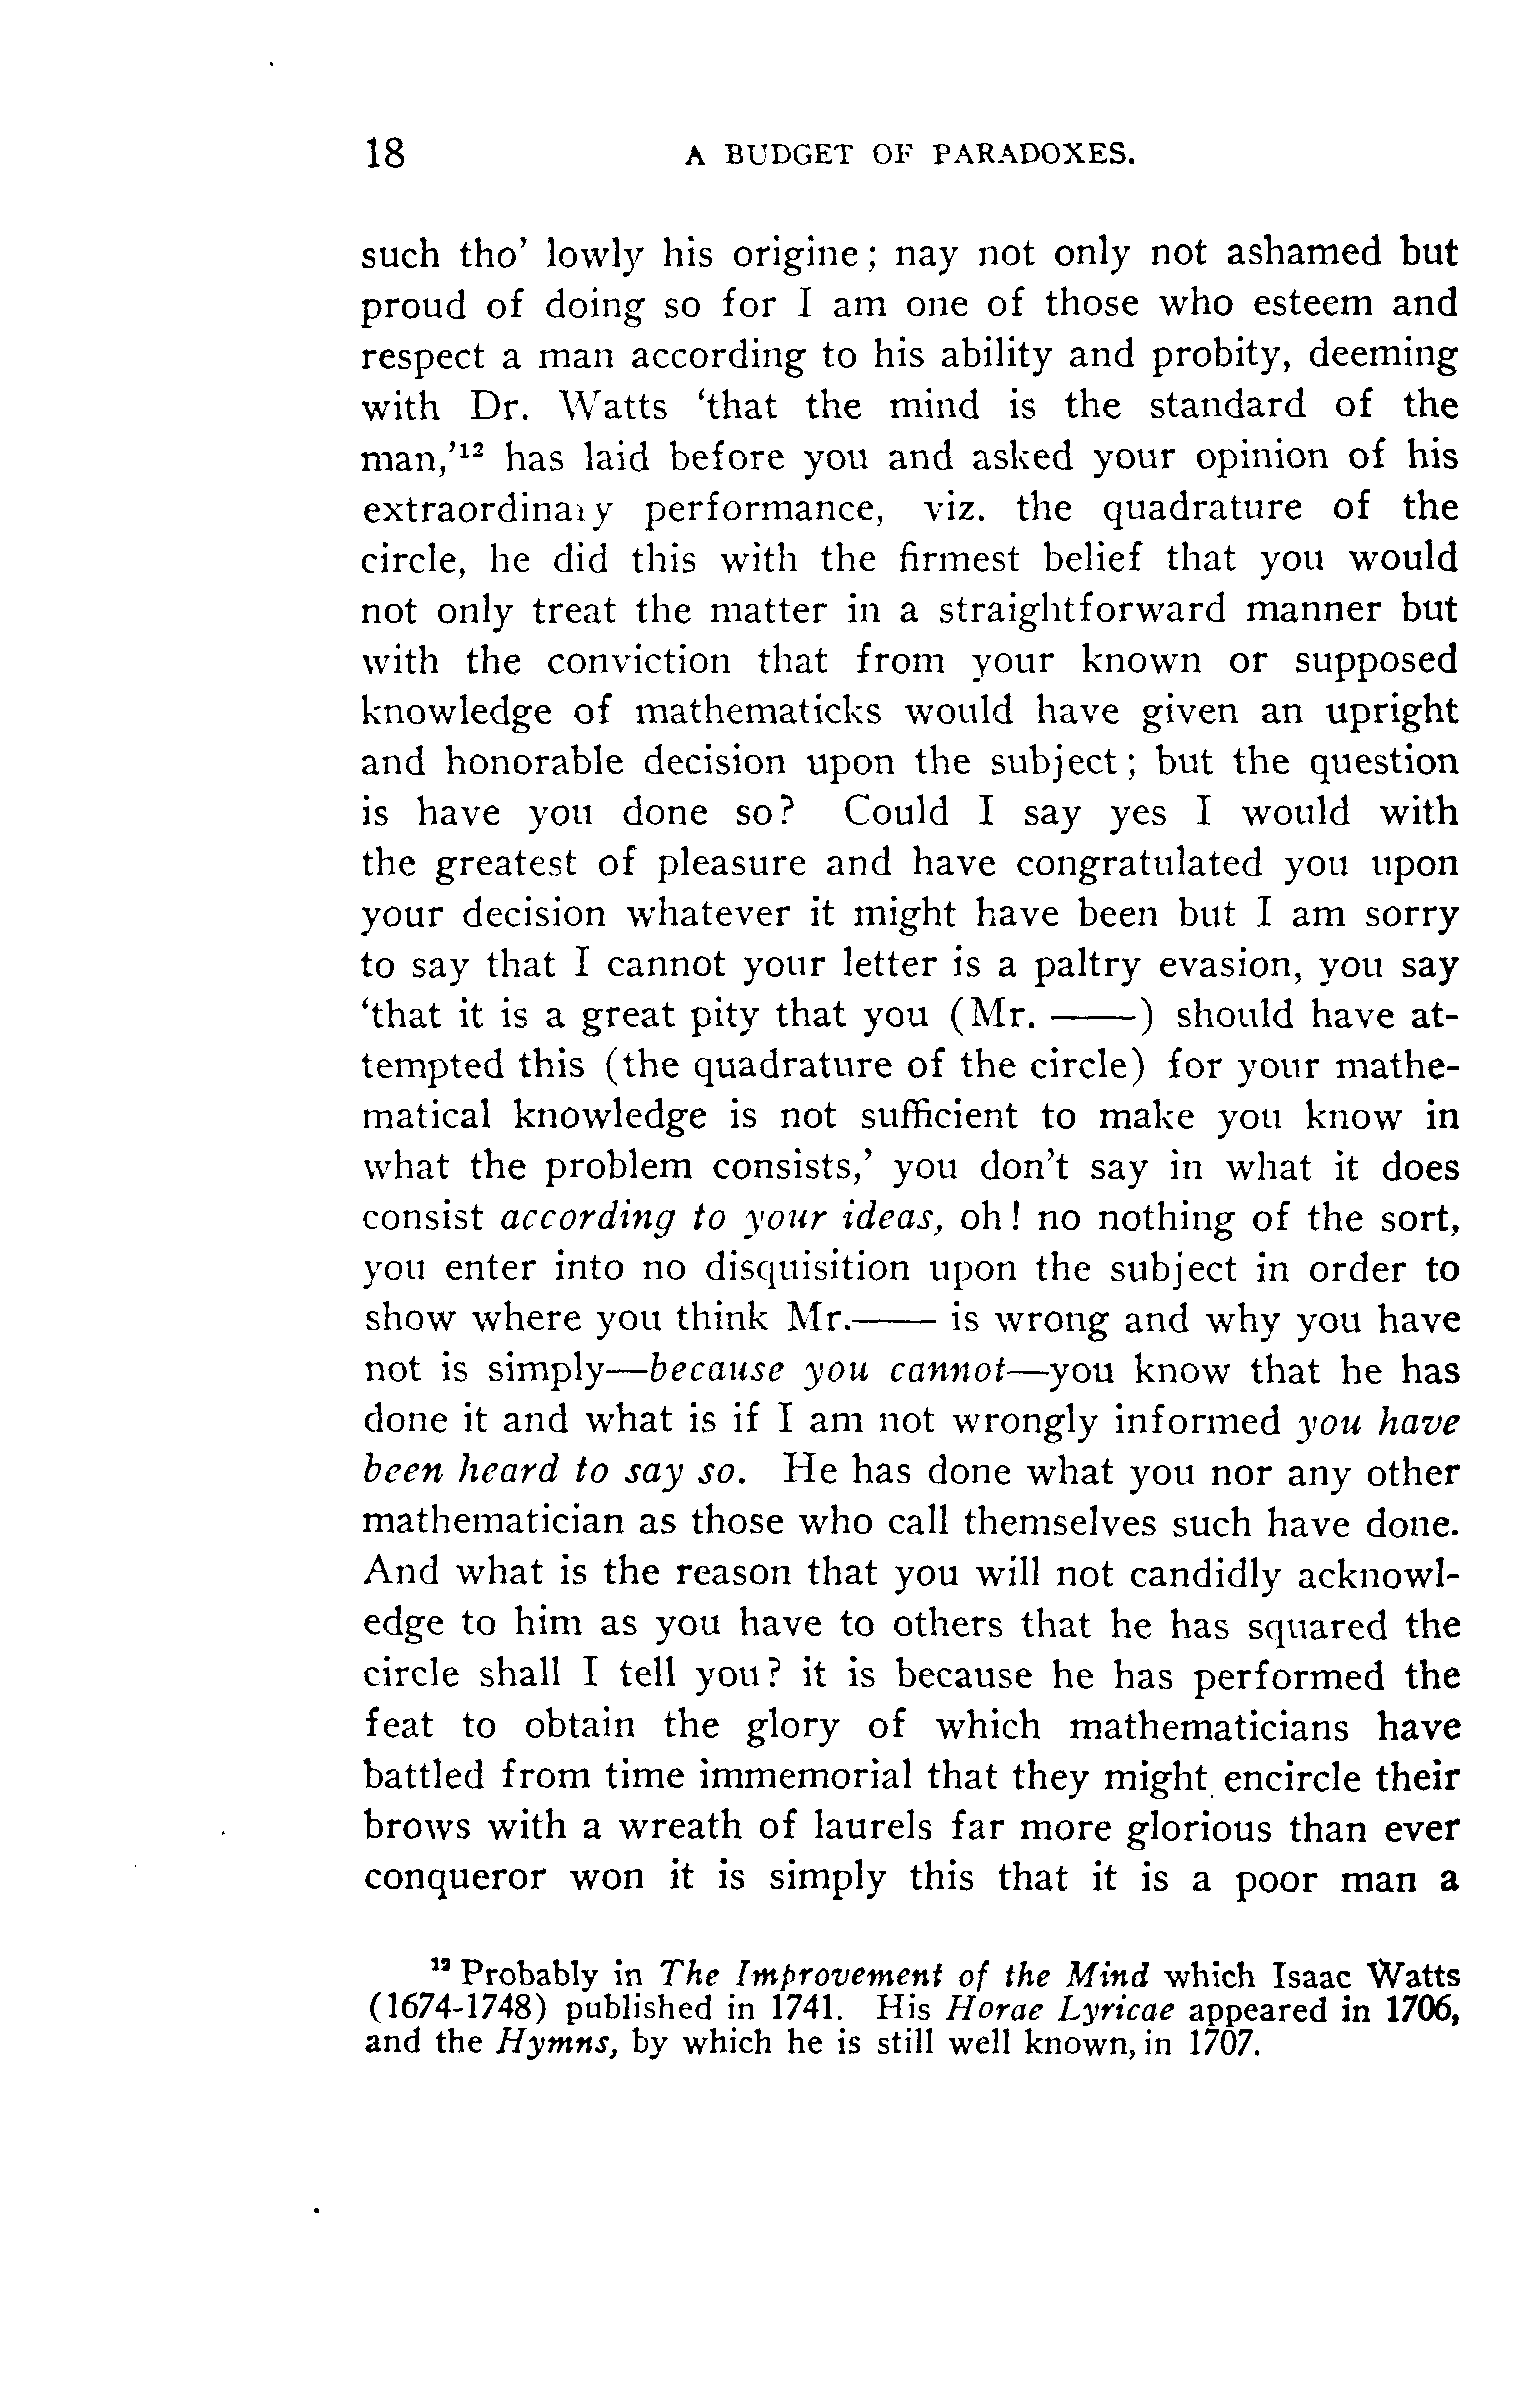 18 A BUDGET OF PARADOXES.
such tho’ lowly his origine; nay not only not ashamed but
proud of doing so for I am one of those who esteem and
respect a man according to his ability and probity, deeming
with Dr. Watts ‘that the mind is the standard of the
man,’¹² has laid before you and asked your opinion of his
extraordinary performance, viz. the quadrature of the
circle, he did this with the firmest belief that you would
not only treat the matter in a straightforward manner but
with the conviction that from your known or supposed
knowledge of mathematicks would have given an upright
and honorable decision upon the subject; but the question
is have you done so? Could I say yes I would with
the greatest of pleasure and have congratulated you upon
your decision whatever it might have been but I am sorry
to say that I cannot your letter is a paltry evasion, you say
‘that it is a great pity that you (Mr. ——) should have at-
tempted this (the quadrature of the circle) for your mathe-
matical knowledge is not sufficient to make you know in
what the problem consists,’ you don’t say in what it does
consist according to your ideas, oh! no nothing of the sort,
you enter into no disquisition upon the subject in order to
show where you think Mr.—— is wrong and why you have
not is simply—because you cannot—you know that he has
done it and what is if I am not wrongly informed you have
been heard to say so. He has done what you nor any other
mathematician as those who call themselves such have done.
And what is the reason that you will not candidly acknowl-
edge to him as you have to others that he has squared the
circle shall I tell you? it is because he has performed the
feat to obtain the glory of which mathematicians have
battled from time immemorial that they might encircle their
brows with a wreath of laurels far more glorious than ever
conqueror won it is simply this that it is a poor man a
¹² Probably in The Improvement of the Mind which Isaac Watts
(1674-1748) published in 1741. His Horae Lyricae appeared in 1706,
and the Hymns, by which he is still well known, in 1707.